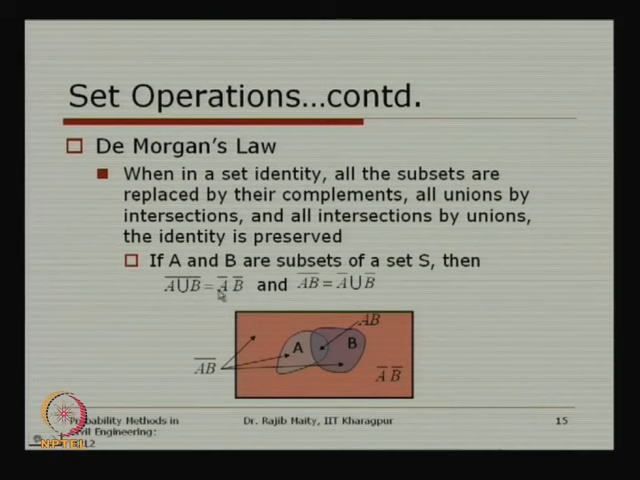 Set Operations...contd.
De Morgan's Law
When in a set identity, all the subsets are
replaced by their complements, all unions by
intersections, and all intersections by unions,
the identity is preserved
If A and B are subsets of a set S, then
A̅⋃̅B̅ = A̅ B̅ and A̅B̅ = A̅ ⋃ B̅
AB
A
B
A̅B̅
A̅ B̅
Probability Methods in
Civil Engineering:
Dr. Rajib Maity, IIT Kharagpur
15
NPTEL